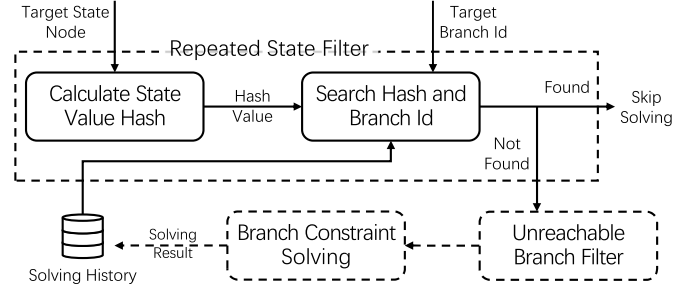 Target State
Node
Target
Branch Id
Repeated State Filter
Calculate State
Value Hash
Hash
Value
Search Hash and
Branch Id
Found
Skip
Solving
Not
Found
Solving History
Solving
Result
Branch Constraint
Solving
Unreachable
Branch Filter